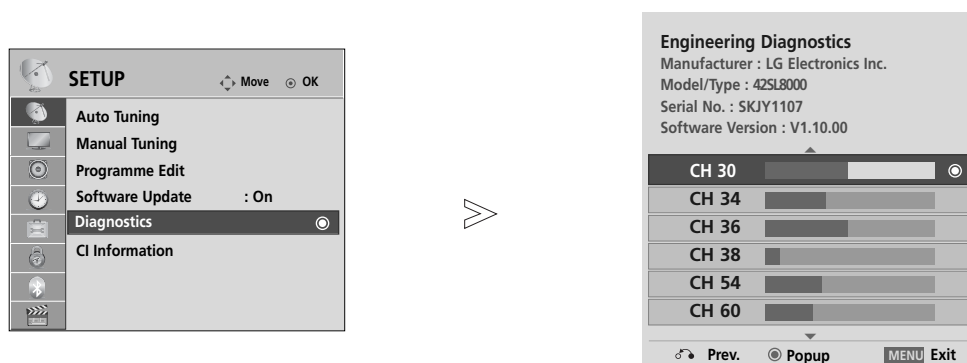 SETUP
Move OK
Auto Tuning
Manual Tuning
Programme Edit
Software Update : On
Diagnostics
CI Information
Engineering Diagnostics
Manufacturer : LG Electronics Inc.
Model/Type : 42SL8000
Serial No. : SKJY1107
Software Version : V1.10.00
CH 30
CH 34
CH 36
CH 38
CH 54
CH 60
Prev. Popup MENU Exit